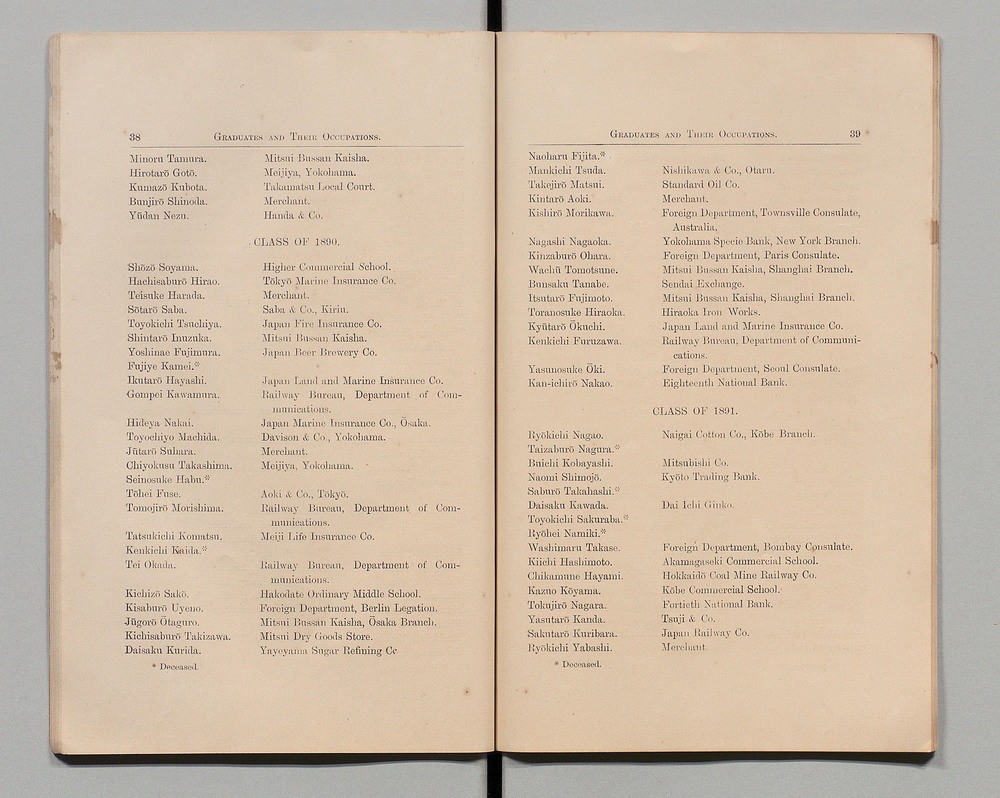 38 Graduates and Their Occupations.
Minoru Tamura. Mitsui Bussan Kaisha.
Hirotarō Gotō. Meijiya, Yokohama.
Kumazō Kubota. Takamatsu Local Court.
Bunjirō Shinoda. Merchant.
Yūdan Nezu. Handa & Co.
CLASS OF 1890.
Shōzō Soyama. Higher Commercial School.
Hachisaburō Hirao. Tōkyō Marine Insurance Co.
Teisuke Harada. Merchant.
Sōtarō Saba. Saba & Co., Kiriu.
Toyokichi Tsuchiya. Japan Fire Insurance Co.
Shintarō Inuzuka. Mitsui Bussan Kaisha.
Yoshinae Fujimura. Japan Beer Brewery Co.
Fujiye Kamei.*
Ikutarō Hayashi. Japan Land and Marine Insurance Co.
Gompei Kawamura. Railway Bureau, Department of Com-
munications.
Hideya Nakai. Japan Marine Insurance Co., Ōsaka.
Toyochiyo Machida. Davison & Co., Yokohama.
Jūtarō Suhara. Merchant.
Chiyokusu Takashima. Meijiya, Yokohama.
Seinosuke Habu.*
Tōhei Fuse. Aoki & Co., Tōkyō.
Tomojirō Morishima. Railway Bureau, Department of Com-
munications.
Tatsukichi Komatsu. Meiji Life Insurance Co.
Kenkichi Kaida.*
Tei Okada. Railway Bureau, Department of Com-
munications.
Kichizō Sakō. Hakodate Ordinary Middle School.
Kisaburō Uyeno. Foreign Department, Berlin Legation.
Jūgorō Ōtaguro. Mitsui Bussan Kaisha, Ōsaka Branch.
Kichisaburō Takizawa. Mitsui Dry Goods Store.
Daisaku Kurida. Yayeyama Sugar Refining Co
* Deceased.
Graduates and Their Occupations. 39
Naoharu Fijita.*
Mankichi Tsuda. Nishikawa & Co., Otaru.
Takejirō Matsui. Standard Oil Co.
Kintarō Aoki. Merchant.
Kishirō Morikawa. Foreign Department, Townsville Consulate,
Australia,
Nagashi Nagaoka. Yokohama Specie Bank, New York Branch.
Kinzaburō Ohara. Foreign Department, Paris Consulate.
Wachū Tomotsune. Mitsui Bussan Kaisha, Shanghai Branch.
Bunsaku Tanabe. Sendai Exchange.
Itsutarō Fujimoto. Mitsui Bussan Kaisha, Shanghai Branch.
Toranosuke Hiraoka. Hiraoka Iron Works.
Kyūtarō Ōkuchi. Japan Land and Marine Insurance Co.
Kenkichi Furuzawa. Railway Bureau, Department of Communi-
cations.
Yasunosuke Ōki. Foreign Department, Seoul Consulate.
Kan-ichirō Nakao. Eighteenth National Bank.
CLASS OF 1891.
Ryōkichi Nagao. Naigai Cotton Co., Kōbe Branch.
Taizaburō Nagura.*
Buichi Kobayashi. Mitsubishi Co.
Naomi Shimojō. Kyōto Trading Bank.
Saburō Takahashi.*
Daisaku Kawada. Dai Ichi Ginko.
Toyokichi Sakuraba.*
Ryōhei Namiki.*
Washimaru Takase. Foreign Department, Bombay Consulate.
Kiichi Hashimoto. Akamagaseki Commercial School.
Chikamune Hayami. Hokkaidō Coal Mine Railway Co.
Kazuo Kōyama. Kōbe Commercial School.
Tokujirō Nagara. Fortieth National Bank.
Yasutarō Kanda. Tsuji & Co.
Sakutarō Kuribara. Japan Railway Co.
Ryōkichi Yabashi. Merchant.
* Deceased.